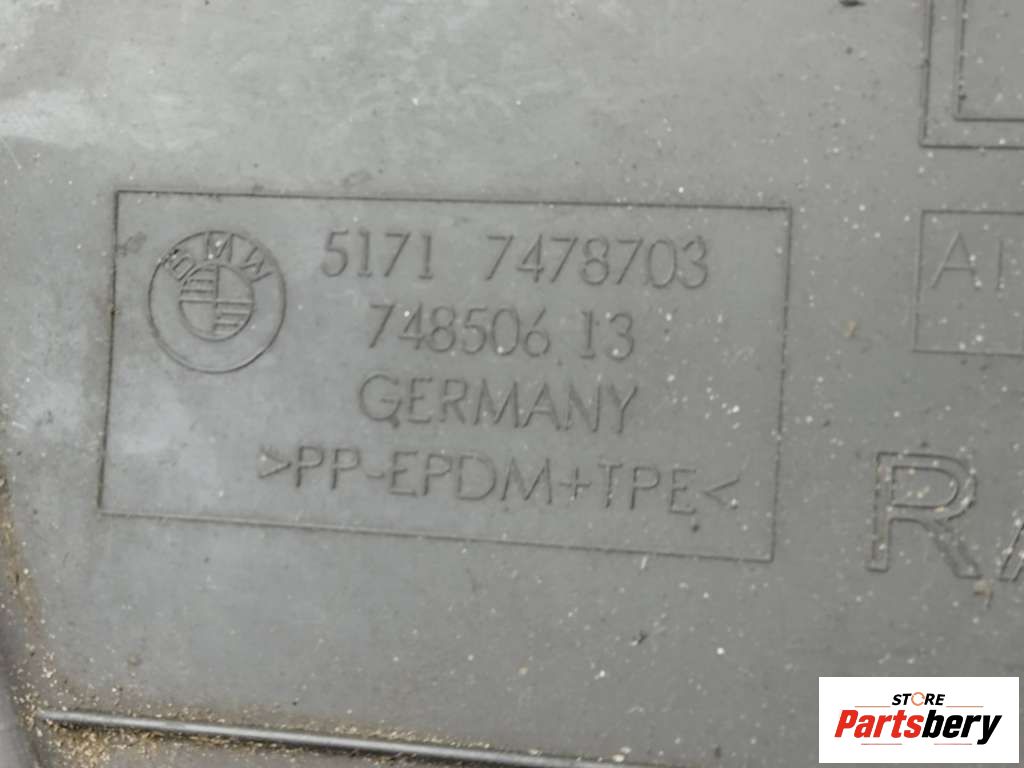 BMW
5171 7478703
748506 13
GERMANY
>PP-EPDM+TPE<
STORE
Partsbery